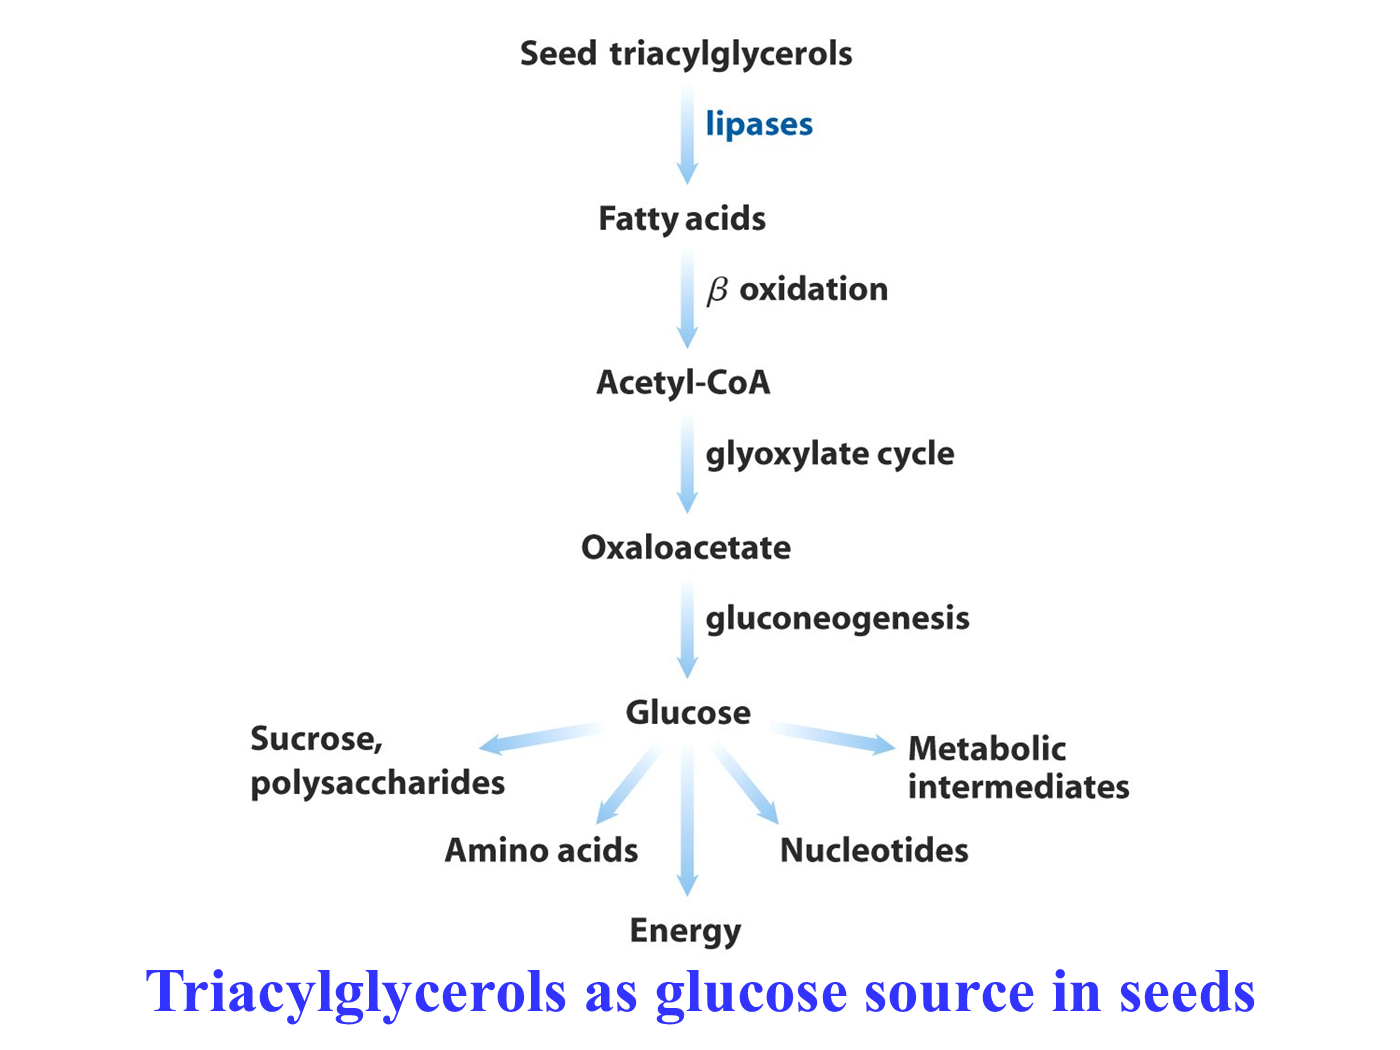 Seed triacylglycerols
lipases
Fatty acids
β oxidation
Acetyl-CoA
glyoxylate cycle
Oxaloacetate
gluconeogenesis
Glucose
Sucrose,
polysaccharides
Metabolic
intermediates
Amino acids
Nucleotides
Energy
Triacylglycerols as glucose source in seeds